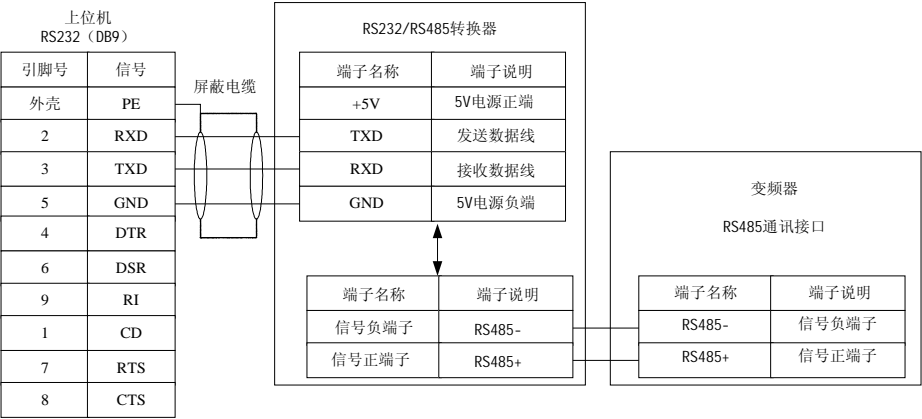 上位机
RS232（DB9）
引脚号 信号
外壳 PE
2 RXD
3 TXD
5 GND
4 DTR
6 DSR
9 RI
1 CD
7 RTS
8 CTS
屏蔽电缆
RS232/RS485转换器
端子名称 端子说明
+5V 5V电源正端
TXD 发送数据线
RXD 接收数据线
GND 5V电源负端
端子名称 端子说明
信号负端子 RS485-
信号正端子 RS485+
变频器
RS485通讯接口
端子名称 端子说明
RS485- 信号负端子
RS485+ 信号正端子